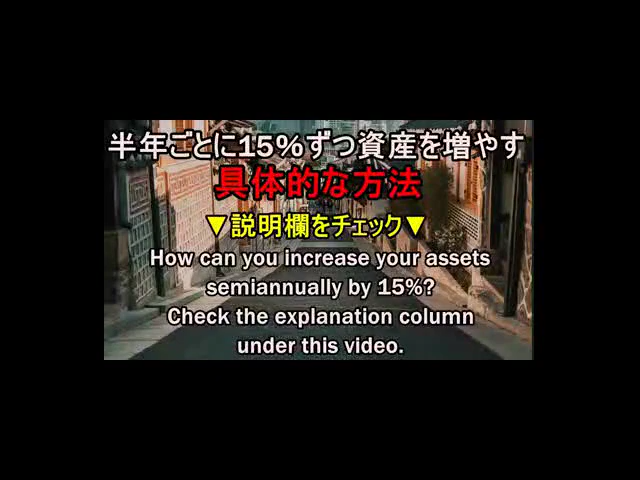 半年ごとに15%ずつ資産を増やす
具体的な方法
▼説明欄をチェック▼
How can you increase your assets
semiannually by 15%?
Check the explanation column
under this video.